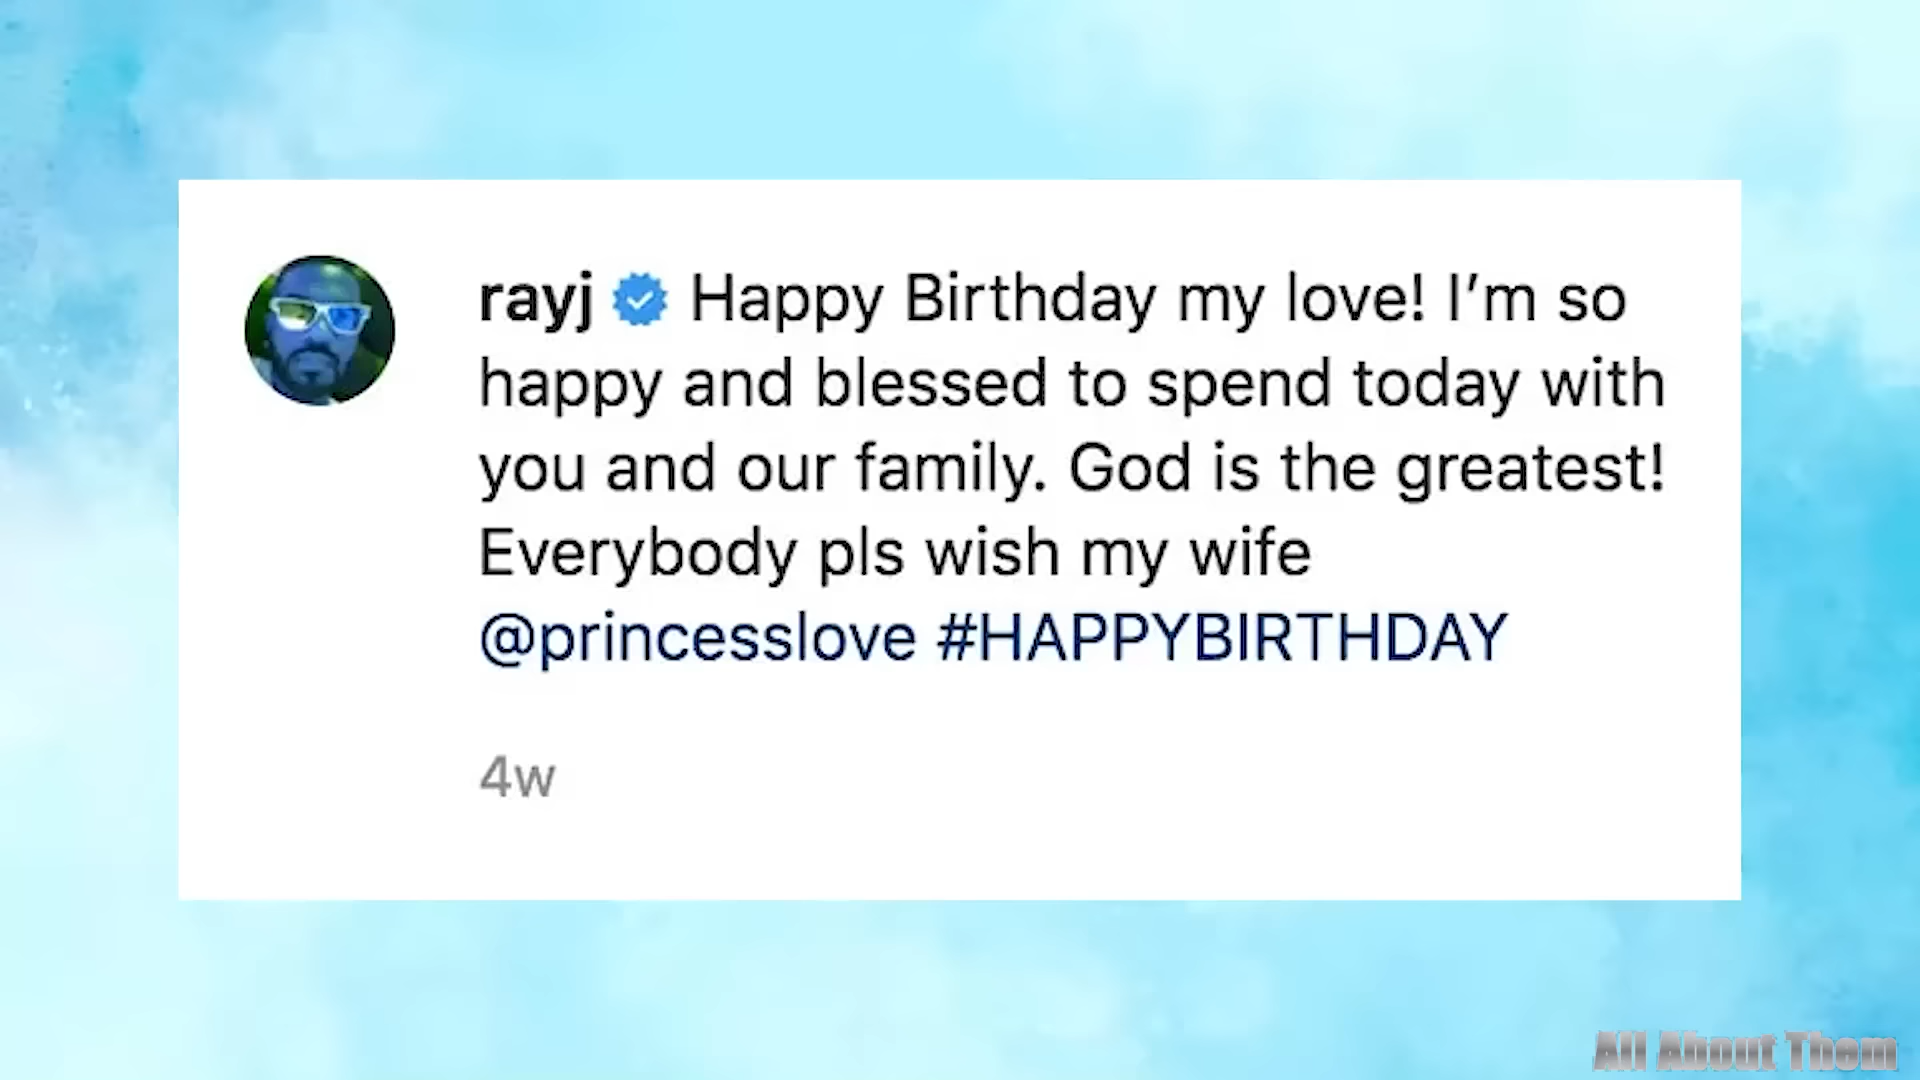 rayj Happy Birthday my love! I’m so
happy and blessed to spend today with
you and our family. God is the greatest!
Everybody pls wish my wife
@princesslove #HAPPYBIRTHDAY
4w
All About Them